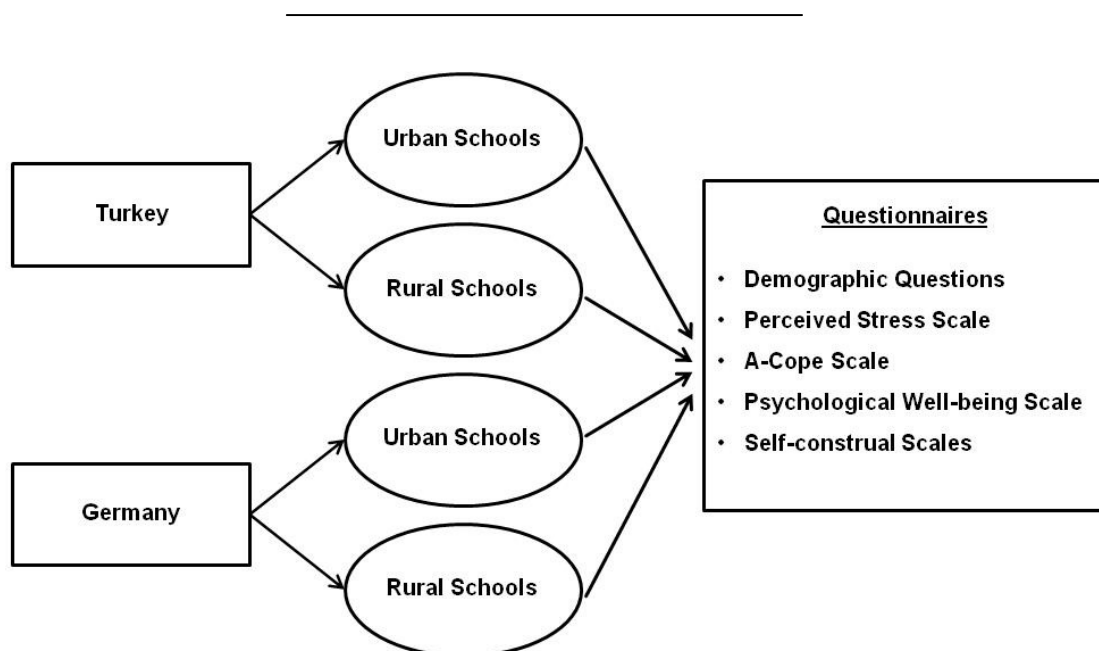 Urban Schools
Turkey
Rural Schools
Urban Schools
Germany
Rural Schools
Questionnaires
• Demographic Questions
• Perceived Stress Scale
• A-Cope Scale
• Psychological Well-being Scale
• Self-construal Scales